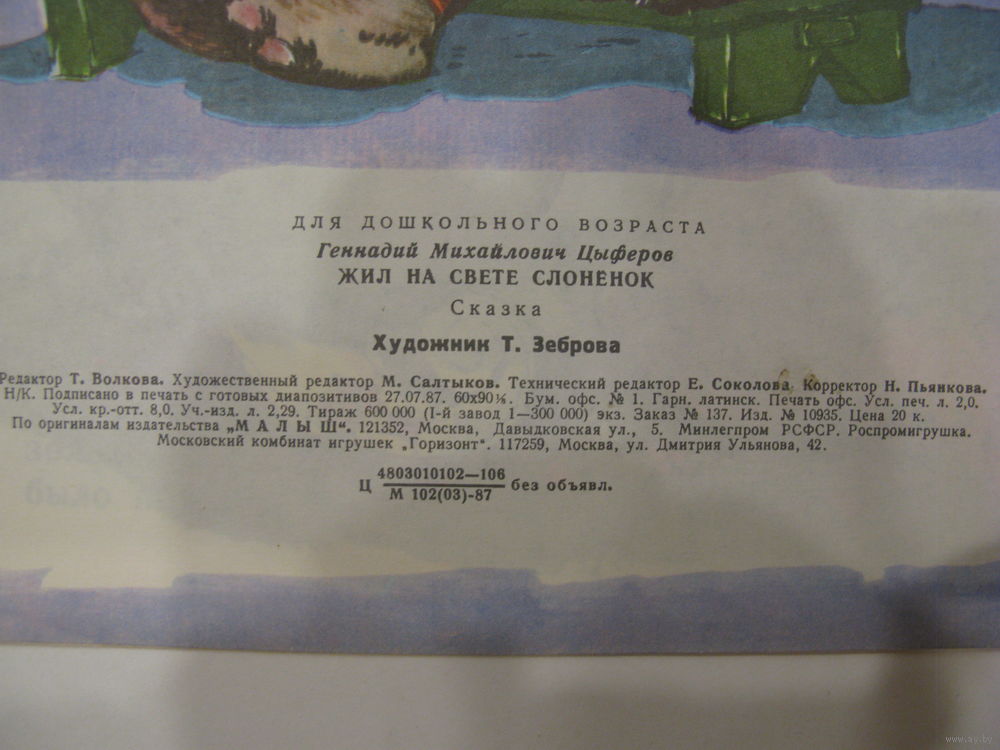 ДЛЯ ДОШКОЛЬНОГО ВОЗРАСТА
Геннадий Михайлович Цыферов
ЖИЛ НА СВЕТЕ СЛОНЕНОК
Сказка
Художник Т. Зеброва
Редактор Т. Волкова. Художественный редактор М. Салтыков. Технический редактор Е. Соколова. Корректор Н. Пьянкова.
Н/К. Подписано в печать с готовых диапозитивов 27.07.87. 60х90⅛. Бум. офс. № 1. Гарн. латинск. Печать офс. Усл. печ. л. 2,0.
Усл. кр.-отт. 8,0. Уч.-изд. л. 2,29. Тираж 600 000 (I-й завод 1—300 000) экз. Заказ № 137. Изд. № 10935. Цена 20 к.
По оригиналам издательства „МАЛЫШ“. 121352, Москва, Давыдковская ул., 5. Минлегпром РСФСР. Роспромигрушка.
Московский комбинат игрушек „Горизонт“. 117259, Москва, ул. Дмитрия Ульянова, 42.
4803010102—106
Ц без объявл.
М 102(03)-87
www.ay.by